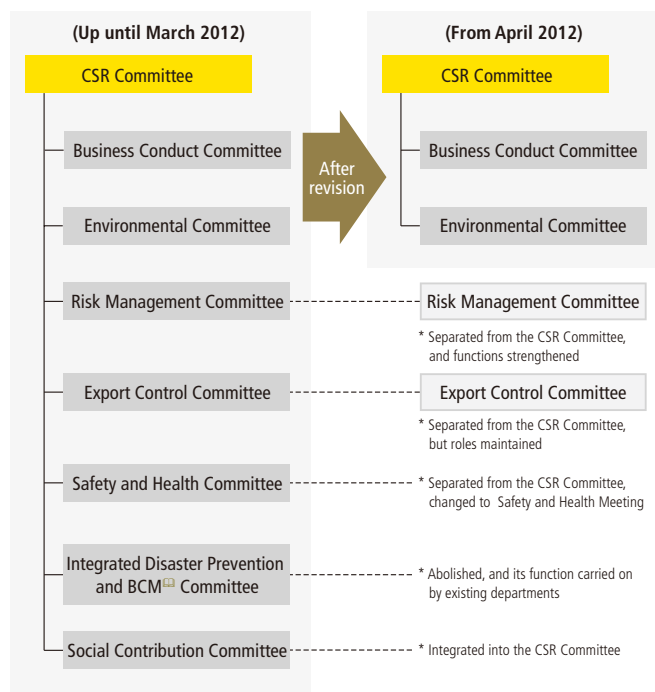 (Up until March 2012)
CSR Committee
Business Conduct Committee
Environmental Committee
Risk Management Committee
Export Control Committee
Safety and Health Committee
Integrated Disaster Prevention
and BCM Committee
Social Contribution Committee
After
revision
(From April 2012)
CSR Committee
Business Conduct Committee
Environmental Committee
Risk Management Committee
* Separated from the CSR Committee,
and functions strengthened
Export Control Committee
* Separated from the CSR Committee,
but roles maintained
* Separated from the CSR Committee,
changed to Safety and Health Meeting
* Abolished, and its function carried on
by existing departments
* Integrated into the CSR Committee